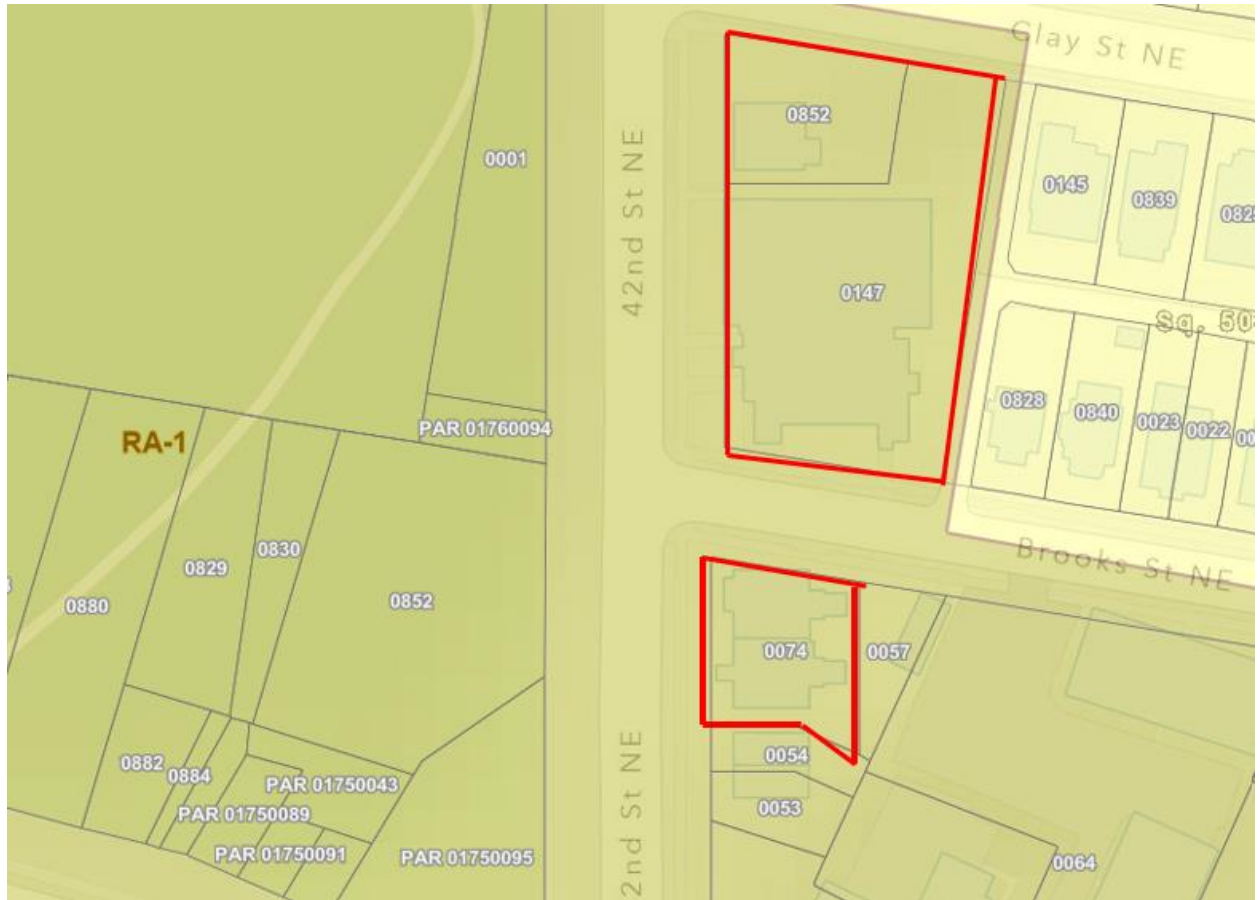 Clay St NE
0852
0001
42nd St NE
0145
0839
0147
Sq. 50
0828
0840
0023
0022
PAR 01760094
RA-1
0830
0829
0852
0880
Brooks St NE
0074
0057
0054
0882
0884
PAR 01750043
0053
PAR 01750089
PAR 01750091
PAR 01750095
0064
2nd St NE